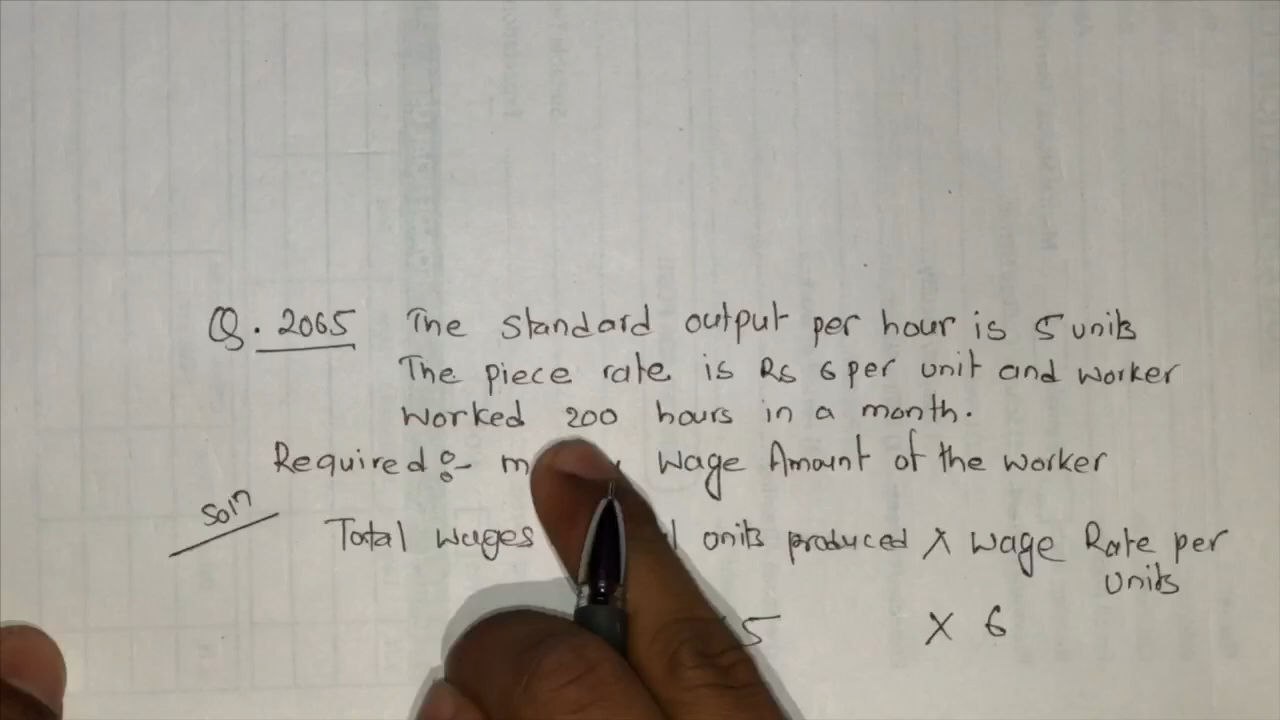 Q. 2065 The standard output per hour is 5 units
The piece rate is Rs 6 per unit and worker
worked 200 hours in a month.
Required :- wage Amount of the worker
Soln
Total wages units produced X wage Rate per
units
5 X 6